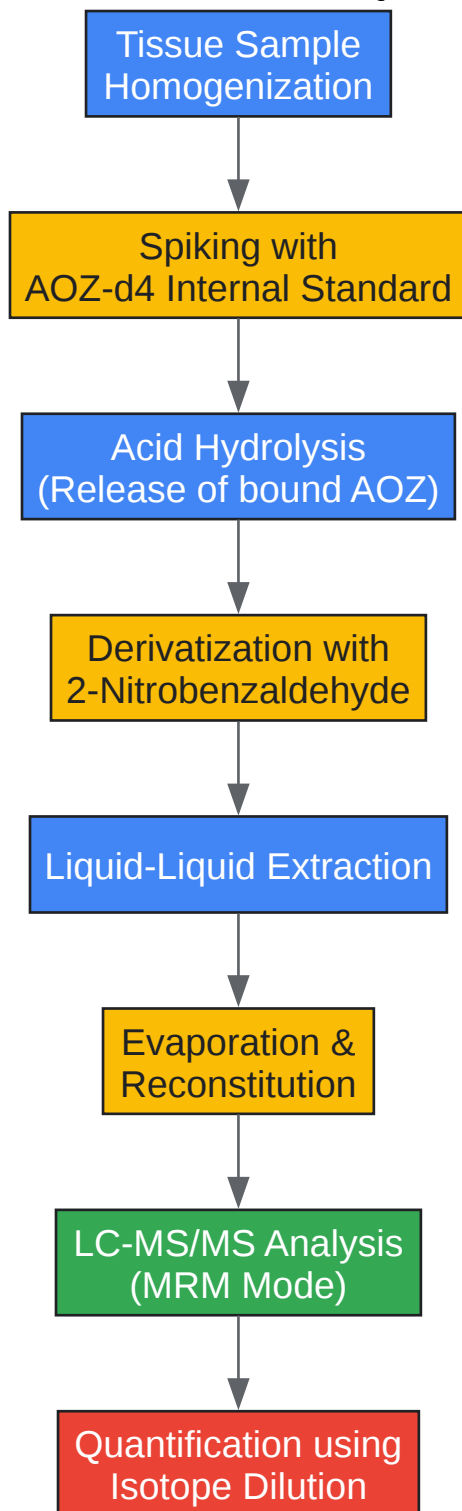 Tissue Sample
Homogenization
Spiking with
AOZ-d4 Internal Standard
Acid Hydrolysis
(Release of bound AOZ)
Derivatization with
2-Nitrobenzaldehyde
Liquid-Liquid Extraction
Evaporation &
Reconstitution
LC-MS/MS Analysis
(MRM Mode)
Quantification using
Isotope Dilution